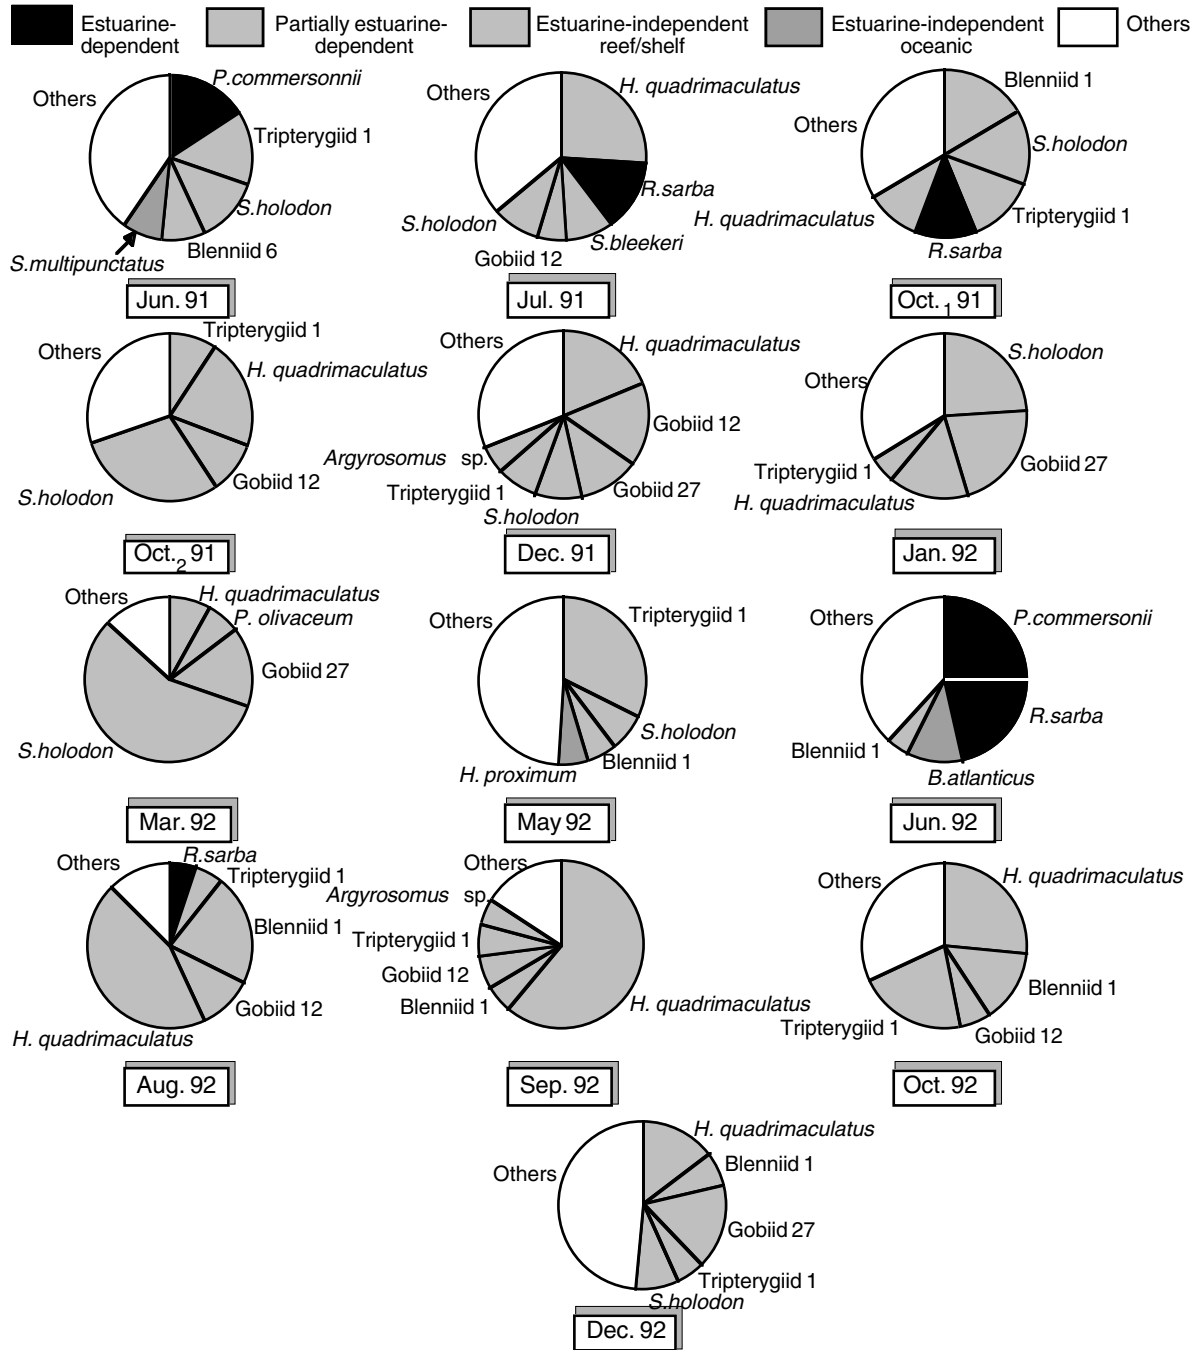 Estuarine-
dependent
Partially estuarine-
dependent
Estuarine-independent
reef/shelf
Estuarine-independent
oceanic
Others
P.commersonnii
Others
Tripterygiid 1
S.holodon
Blenniid 6
S.multipunctatus
Jun. 91
Others
H. quadrimaculatus
R.sarba
S.holodon
S.bleekeri
Gobiid 12
Jul. 91
Blenniid 1
Others
S.holodon
H. quadrimaculatus
Tripterygiid 1
R.sarba
Oct.1 91
Tripterygiid 1
Others
H. quadrimaculatus
Gobiid 12
S.holodon
Oct.2 91
Others
H. quadrimaculatus
Gobiid 12
Argyrosomus sp.
Tripterygiid 1
Gobiid 27
S.holodon
Dec. 91
S.holodon
Others
Gobiid 27
Tripterygiid 1
H. quadrimaculatus
Jan. 92
Others
H. quadrimaculatus
P. olivaceum
Gobiid 27
S.holodon
Mar. 92
Others
Tripterygiid 1
S.holodon
Blenniid 1
H. proximum
May 92
Others
P.commersonii
R.sarba
Blenniid 1
B.atlanticus
Jun. 92
R.sarba
Others
Tripterygiid 1
Blenniid 1
Gobiid 12
H. quadrimaculatus
Aug. 92
Others
Argyrosomus sp.
Tripterygiid 1
Gobiid 12
Blenniid 1
H. quadrimaculatus
Sep. 92
Others
H. quadrimaculatus
Blenniid 1
Tripterygiid 1
Gobiid 12
Oct. 92
H. quadrimaculatus
Others
Blenniid 1
Gobiid 27
Tripterygiid 1
S.holodon
Dec. 92